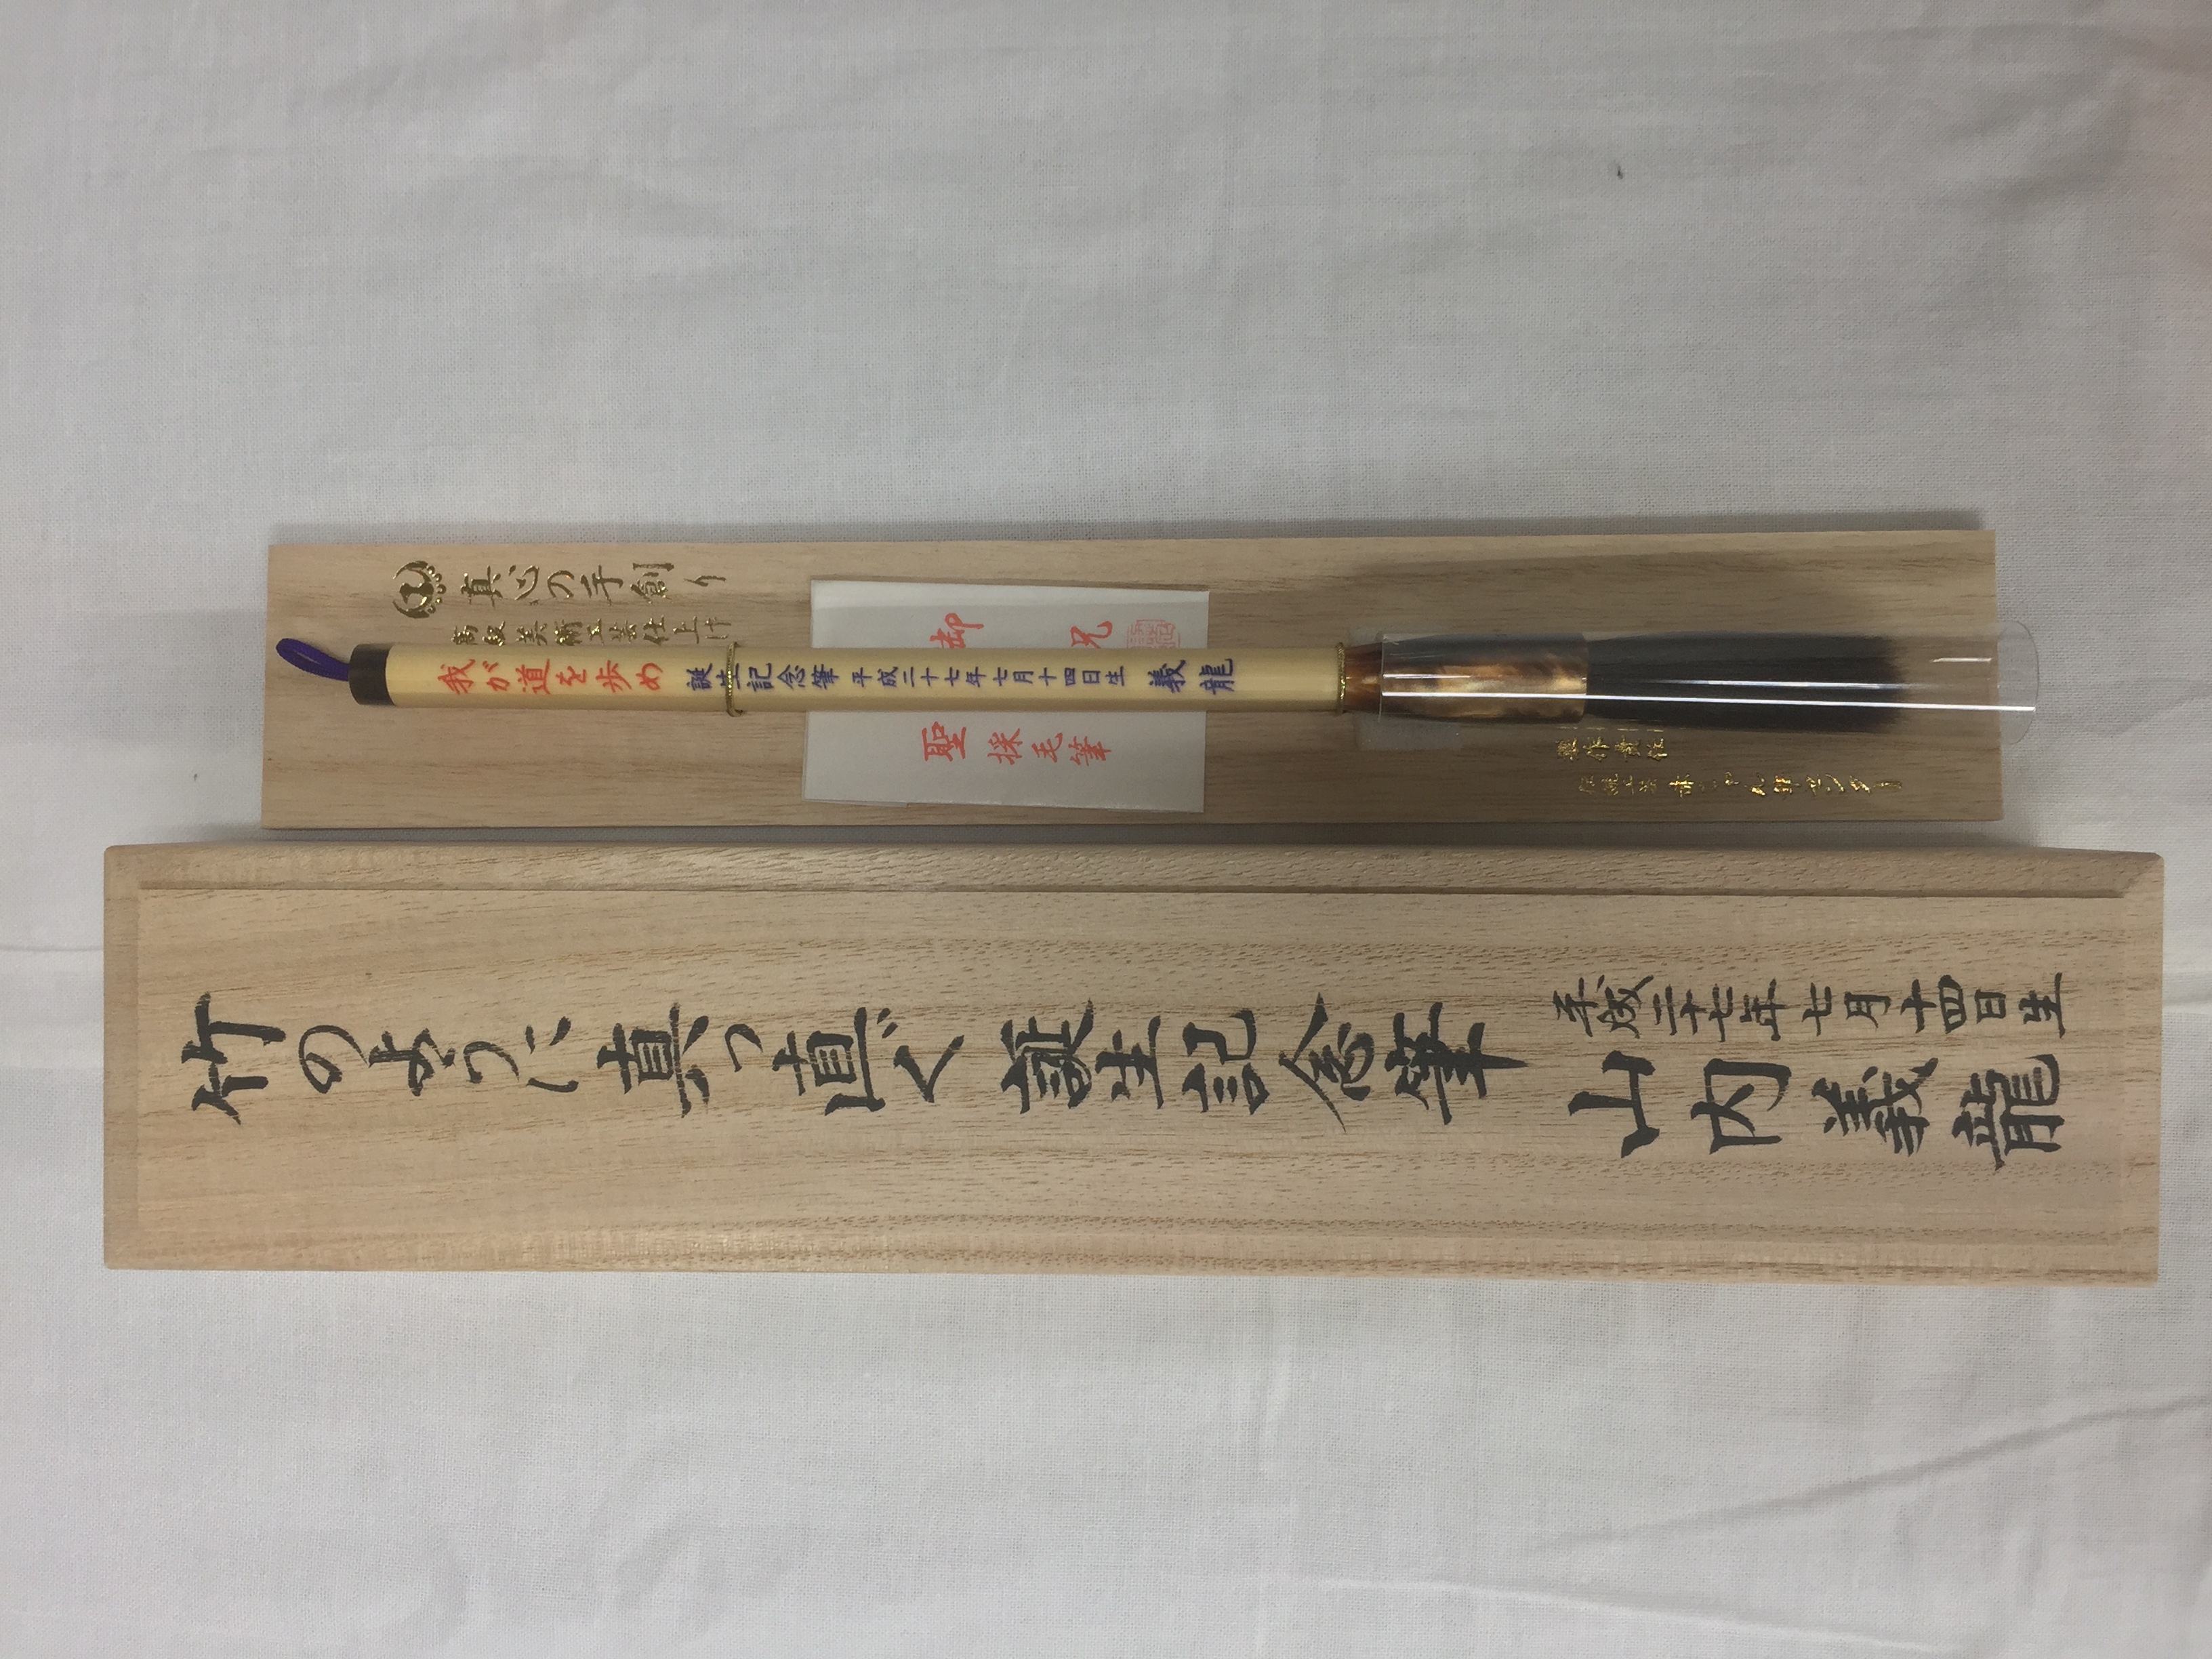 竹のように真っ直ぐ 誕生記念筆
平成二十七年七月十四日生
山内義龍
真心の手創り
高級美術工芸仕上げ
我が道を歩め 誕生記念筆 平成二十七年七月十四日生 義龍
御祝
聖採毛筆
製作責任
伝統工芸 赤ちゃん筆センター